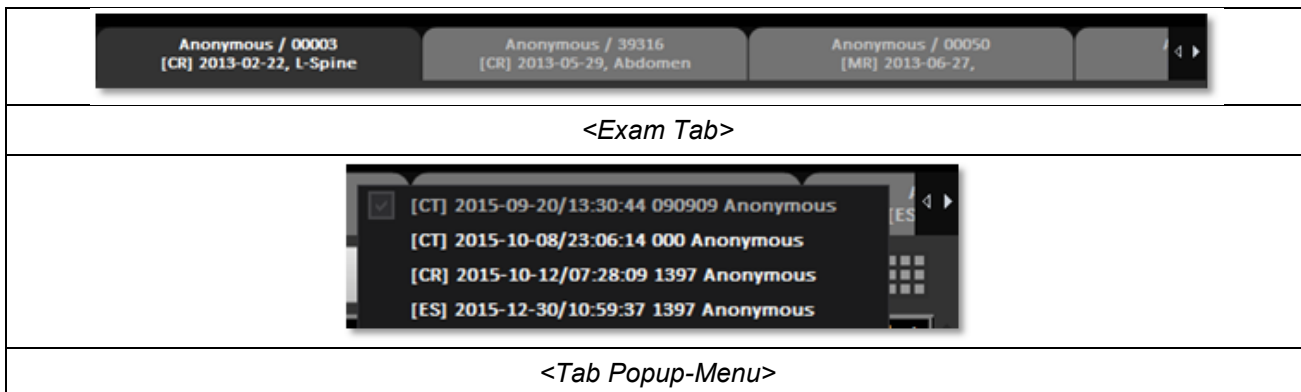 Anonymous / 00003
[CR] 2013-02-22, L-Spine
Anonymous / 39316
[CR] 2013-05-29, Abdomen
Anonymous / 00050
[MR] 2013-06-27,
<Exam Tab>
[CT] 2015-09-20/13:30:44 090909 Anonymous
[ES
[CT] 2015-10-08/23:06:14 000 Anonymous
[CR] 2015-10-12/07:28:09 1397 Anonymous
[ES] 2015-12-30/10:59:37 1397 Anonymous
<Tab Popup-Menu>